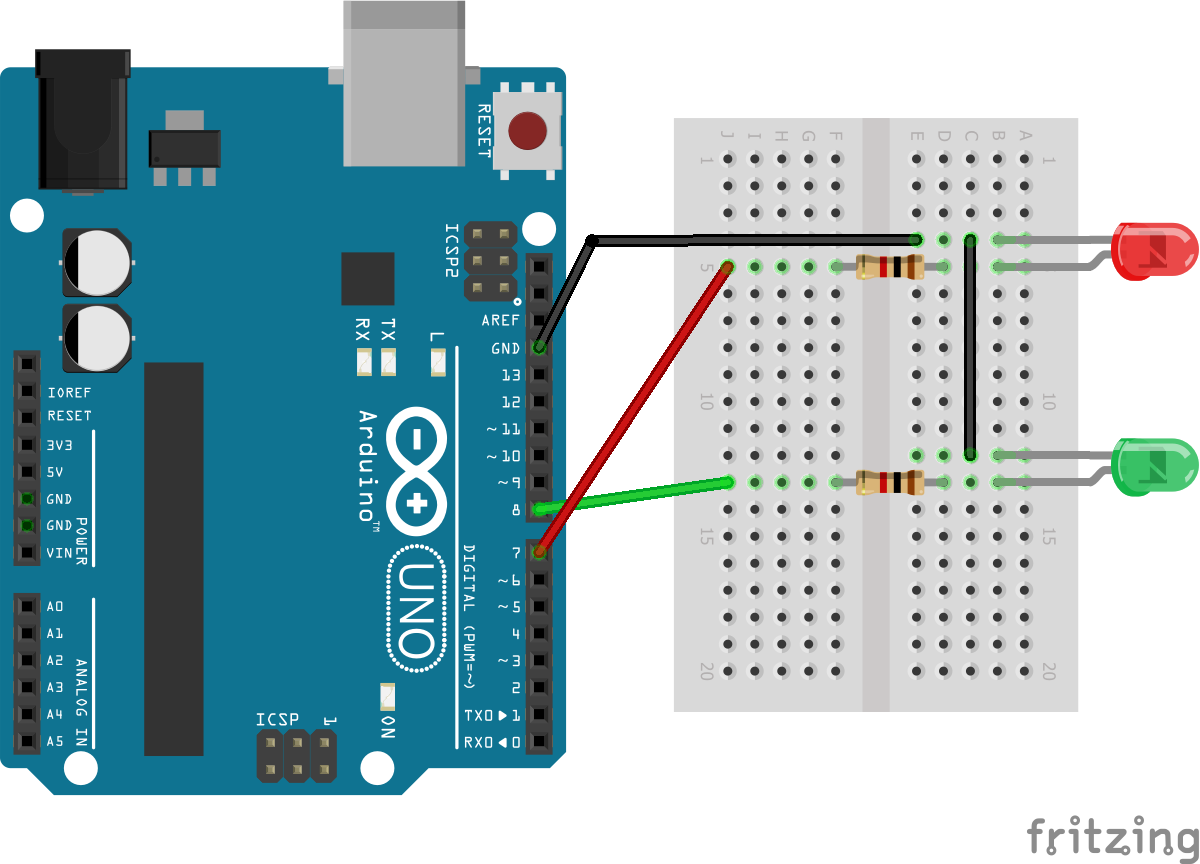 RESET
ICSP2
AREF
GND
13
12
~11
~10
~9
8
7
~6
~5
4
~3
2
TX0▶1
RX0◀0
RX
TX
L
IOREF
RESET
3V3
5V
GND
GND
VIN
POWER
A0
A1
A2
A3
A4
A5
ANALOG IN
Arduino™
UNO
DIGITAL (PWM=~)
ON
ICSP
1
J I H G F E D C B A
1 1
5
10 10
15 15
20 20
fritzing